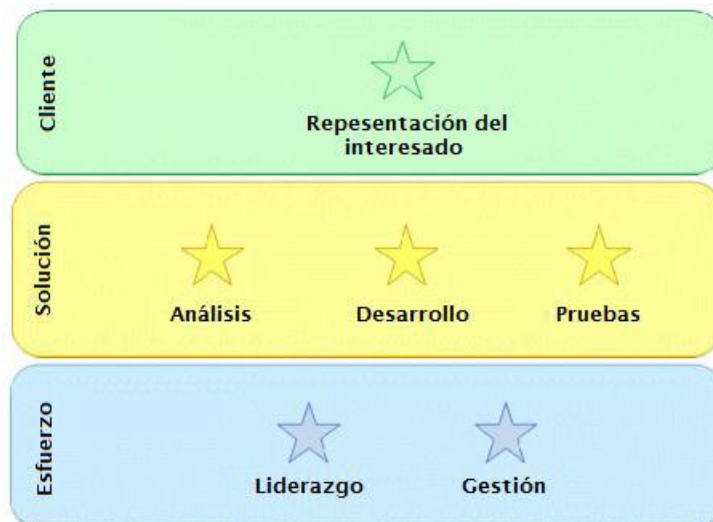 Cliente
Repesentación del
interesado
Solución
Análisis
Desarrollo
Pruebas
Esfuerzo
Liderazgo
Gestión